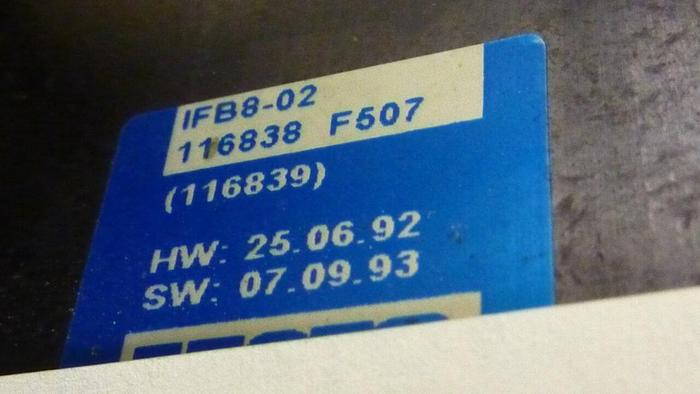 IFB8-02
116838 F507
(116839)
HW: 25.06.92
SW: 07.09.93